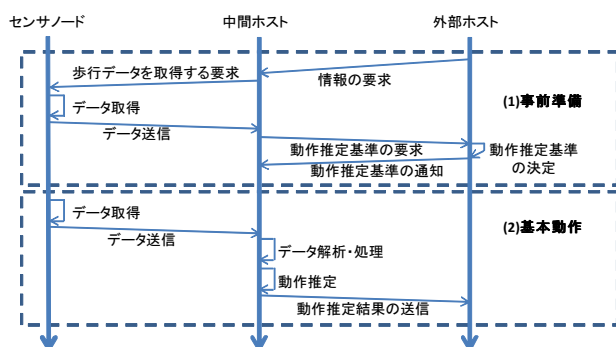 センサノード
中間ホスト
外部ホスト
歩行データを取得する要求
情報の要求
(1)事前準備
データ取得
データ送信
動作推定基準の要求
動作推定基準
の決定
動作推定基準の通知
データ取得
データ送信
(2)基本動作
データ解析・処理
動作推定
動作推定結果の送信